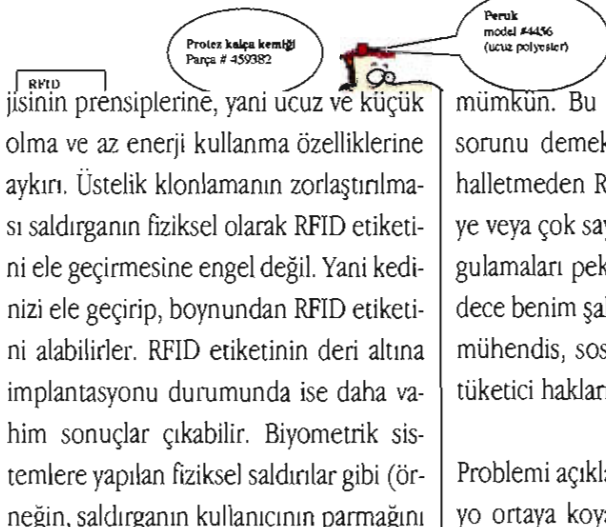 Protez kalça kemiği
Parça # 459382
Peruk
model #4456
(ucuz polyester)
RFID
jisinin prensiplerine, yani ucuz ve küçük
olma ve az enerji kullanma özelliklerine
aykırı. Üstelik klonlamanın zorlaştırılma-
sı saldırganın fiziksel olarak RFID etiketi-
ni ele geçirmesine engel değil. Yani kedi-
nizi ele geçirip, boynundan RFID etiketi-
ni alabilirler. RFID etiketinin deri altına
implantasyonu durumunda ise daha va-
him sonuçlar çıkabilir. Biyometrik sis-
temlere yapılan fiziksel saldırılar gibi (ör-
neğin, saldırganın kullanıcının parmağını
mümkün. Bu
sorunu demek
halletmeden R
ye veya çok say
gulamaları pek
dece benim şa
mühendis, sos
tüketici hakları
Problemi açıkla
yo ortaya koya